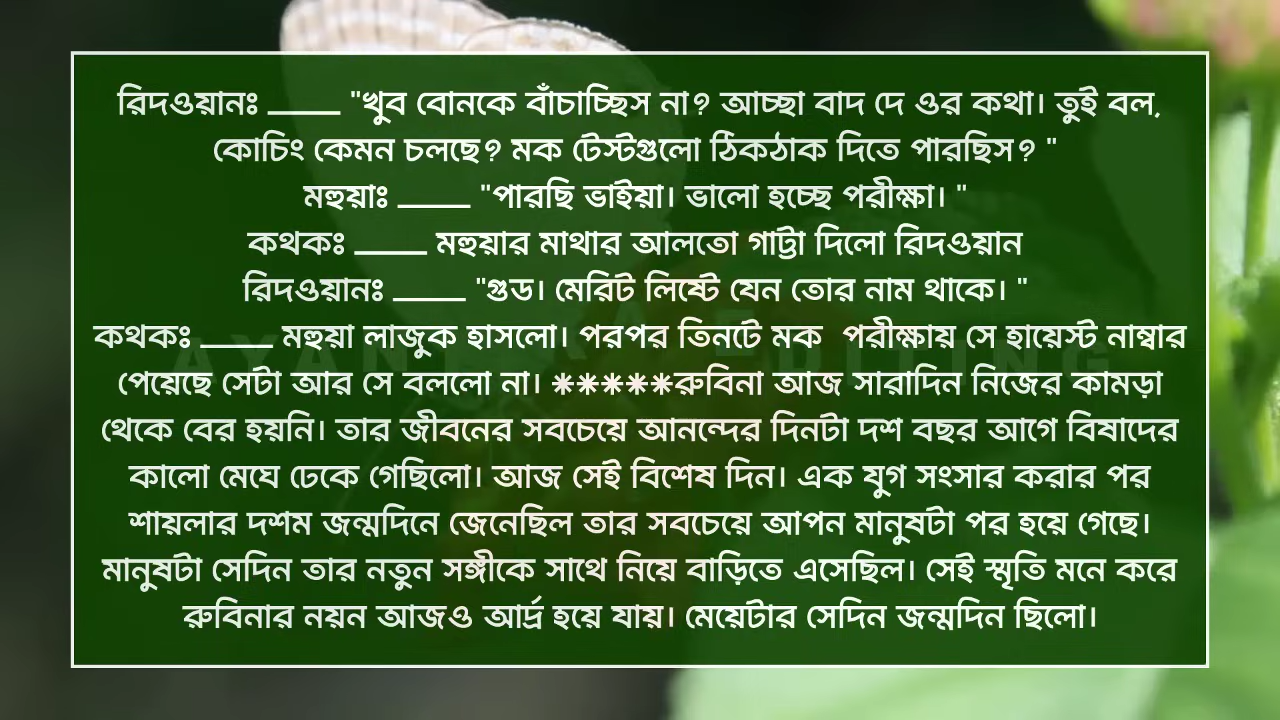 রিদওয়ানঃ ____ "খুব বোনকে বাঁচাচ্ছিস না? আচ্ছা বাদ দে ওর কথা। তুই বল,
কোচিং কেমন চলছে? মক টেস্টগুলো ঠিকঠাক দিতে পারছিস? "
মহুয়াঃ ____ "পারছি ভাইয়া। ভালো হচ্ছে পরীক্ষা। "
কথকঃ ____ মহুয়ার মাথার আলতো গাট্টা দিলো রিদওয়ান
রিদওয়ানঃ ____ "গুড। মেরিট লিষ্টে যেন তোর নাম থাকে। "
কথকঃ ____ মহুয়া লাজুক হাসলো। পরপর তিনটে মক পরীক্ষায় সে হায়েস্ট নাম্বার
পেয়েছে সেটা আর সে বললো না। *****রুবিনা আজ সারাদিন নিজের কামড়া
থেকে বের হয়নি। তার জীবনের সবচেয়ে আনন্দের দিনটা দশ বছর আগে বিষাদের
কালো মেঘে ঢেকে গেছিলো। আজ সেই বিশেষ দিন। এক যুগ সংসার করার পর
শায়লার দশম জন্মদিনে জেনেছিল তার সবচেয়ে আপন মানুষটা পর হয়ে গেছে।
মানুষটা সেদিন তার নতুন সঙ্গীকে সাথে নিয়ে বাড়িতে এসেছিল। সেই স্মৃতি মনে করে
রুবিনার নয়ন আজও আর্দ্র হয়ে যায়। মেয়েটার সেদিন জন্মদিন ছিলো।